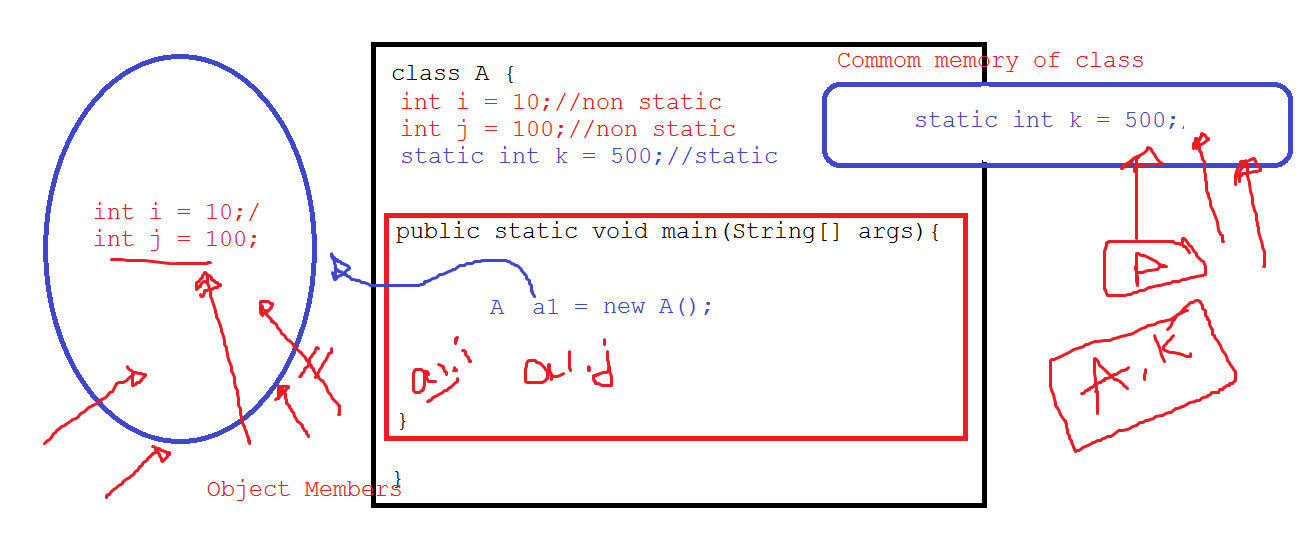 Commom memory of class
class A {
int i = 10;//non static
int j = 100;//non static
static int k = 500;//static
static int k = 500;
int i = 10;/
int j = 100;
public static void main(String[] args){
A a1 = new A();
A
a1.i a1.j
A.K
}
}
Object Members